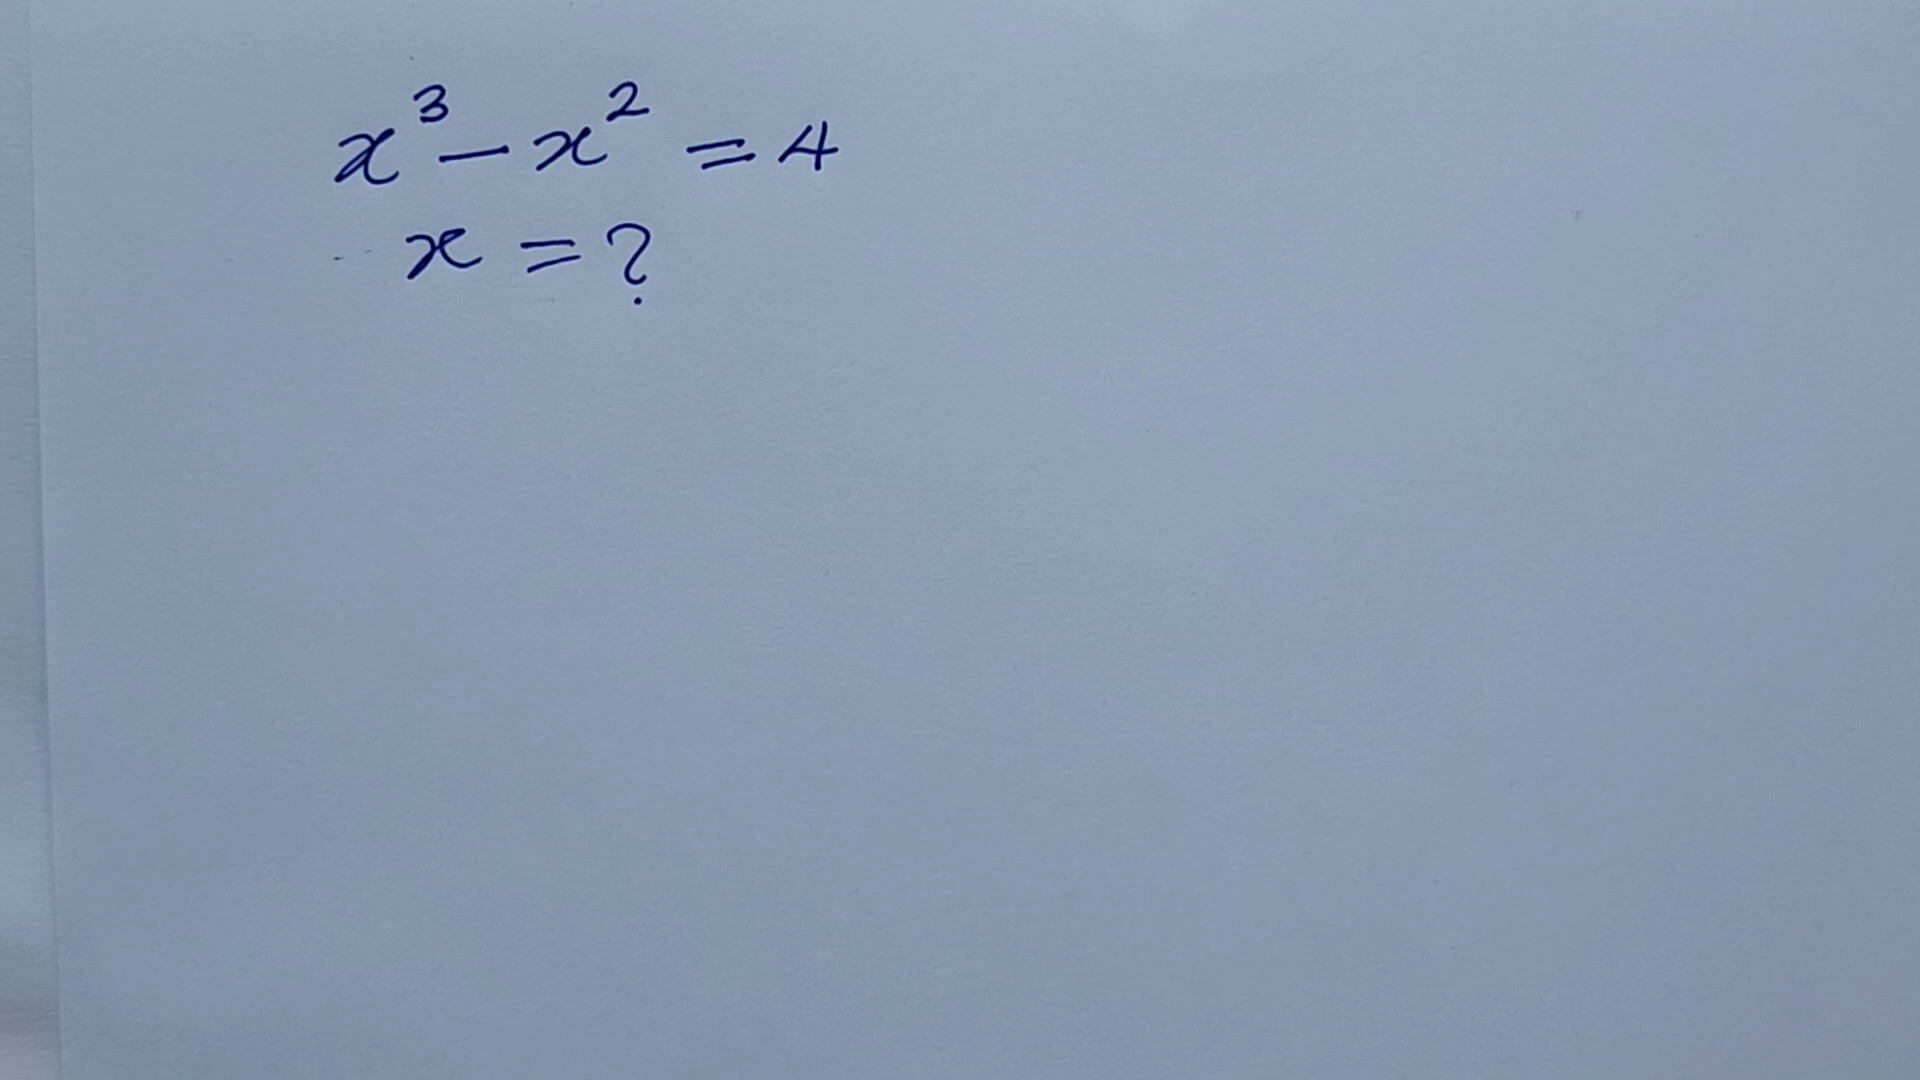 x³ - x² = 4
x = ?